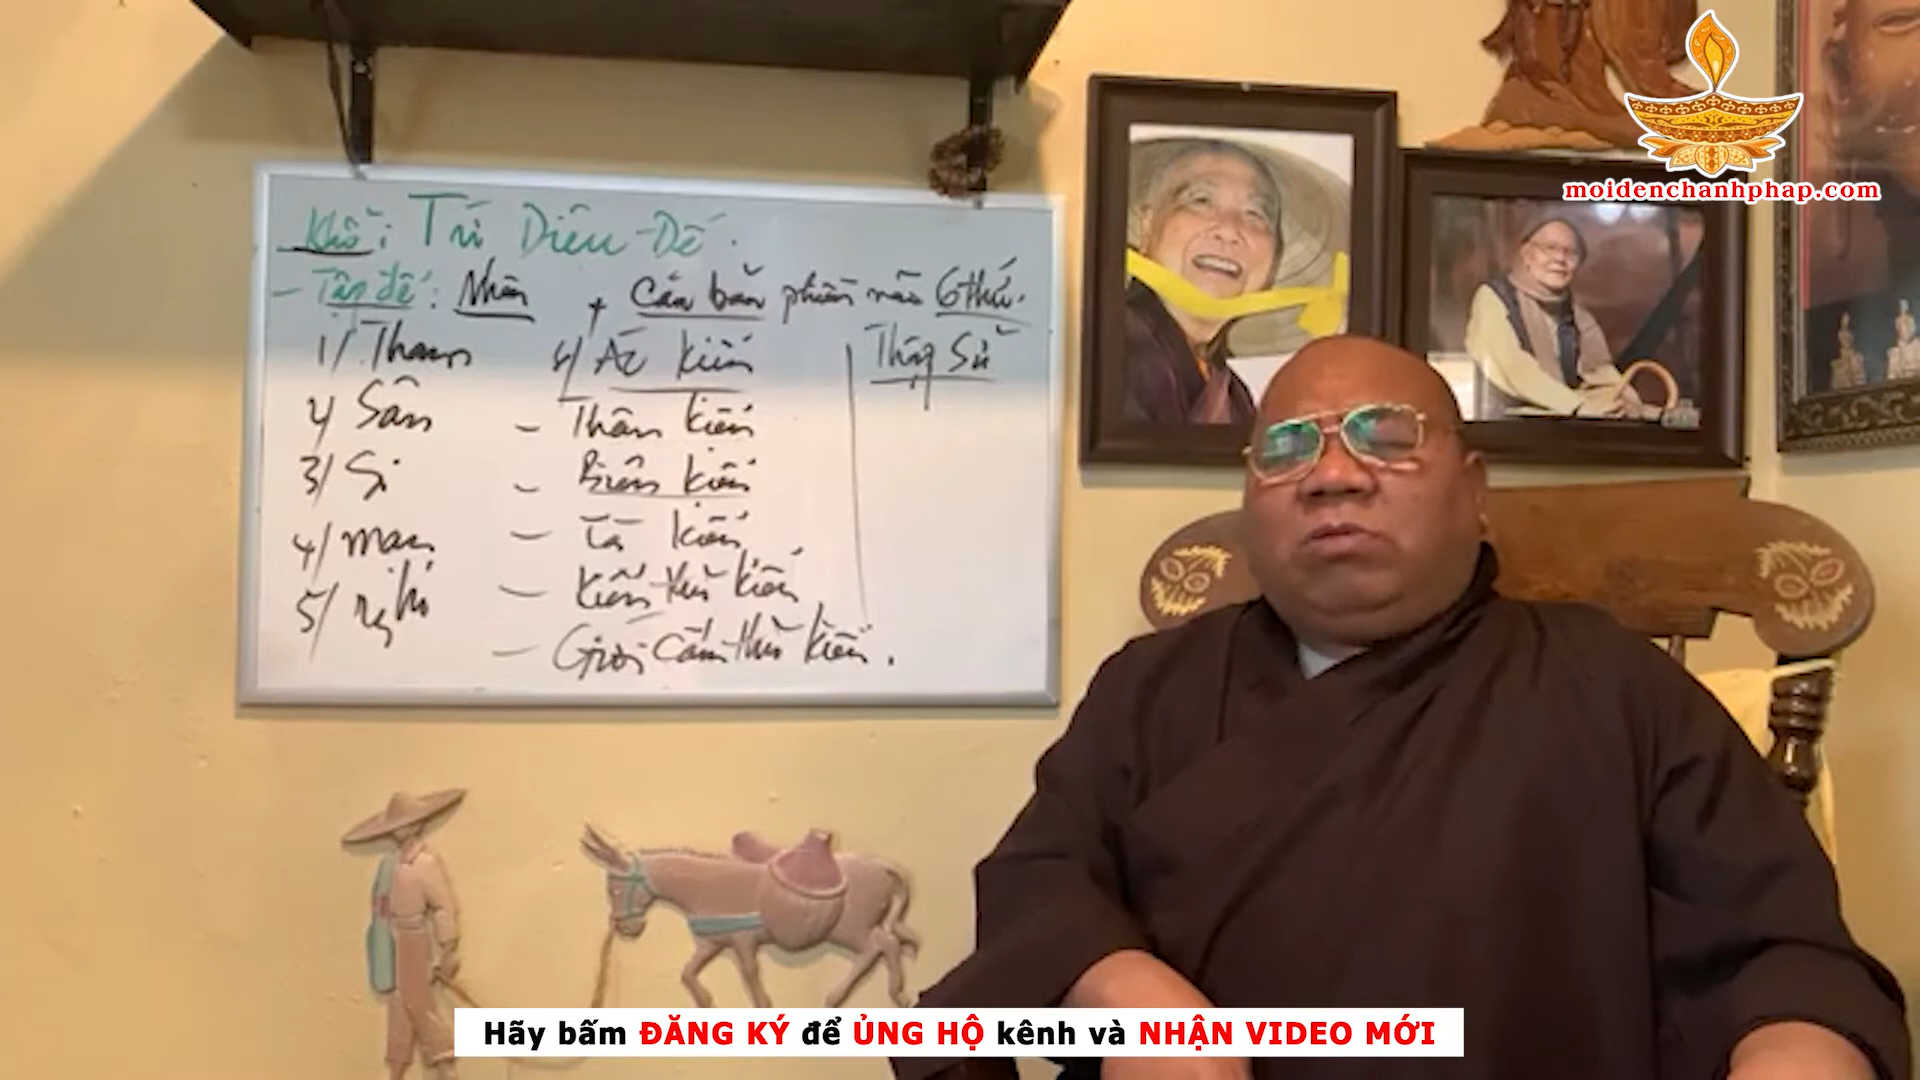 moidenchanhphap.com
Khổ: Tứ Diệu Đế.
- Tập đế: Nhân + Căn bản phiền não 6 thứ.
1/ Tham
2/ Sân
3/ Si
4/ mạn
5/ nghi
6/ Ác kiến
- Thân kiến
- Biên kiến
- Tà kiến
- Kiến thủ kiến
- Giới cấm thủ kiến.
Thập Sử
Hãy bấm ĐĂNG KÝ để ỦNG HỘ kênh và NHẬN VIDEO MỚI